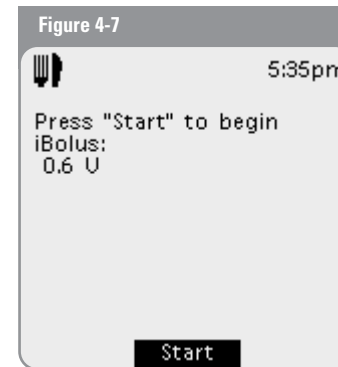 Figure 4-7
5:35pm
Press "Start" to begin
iBolus:
0.6 U
Start